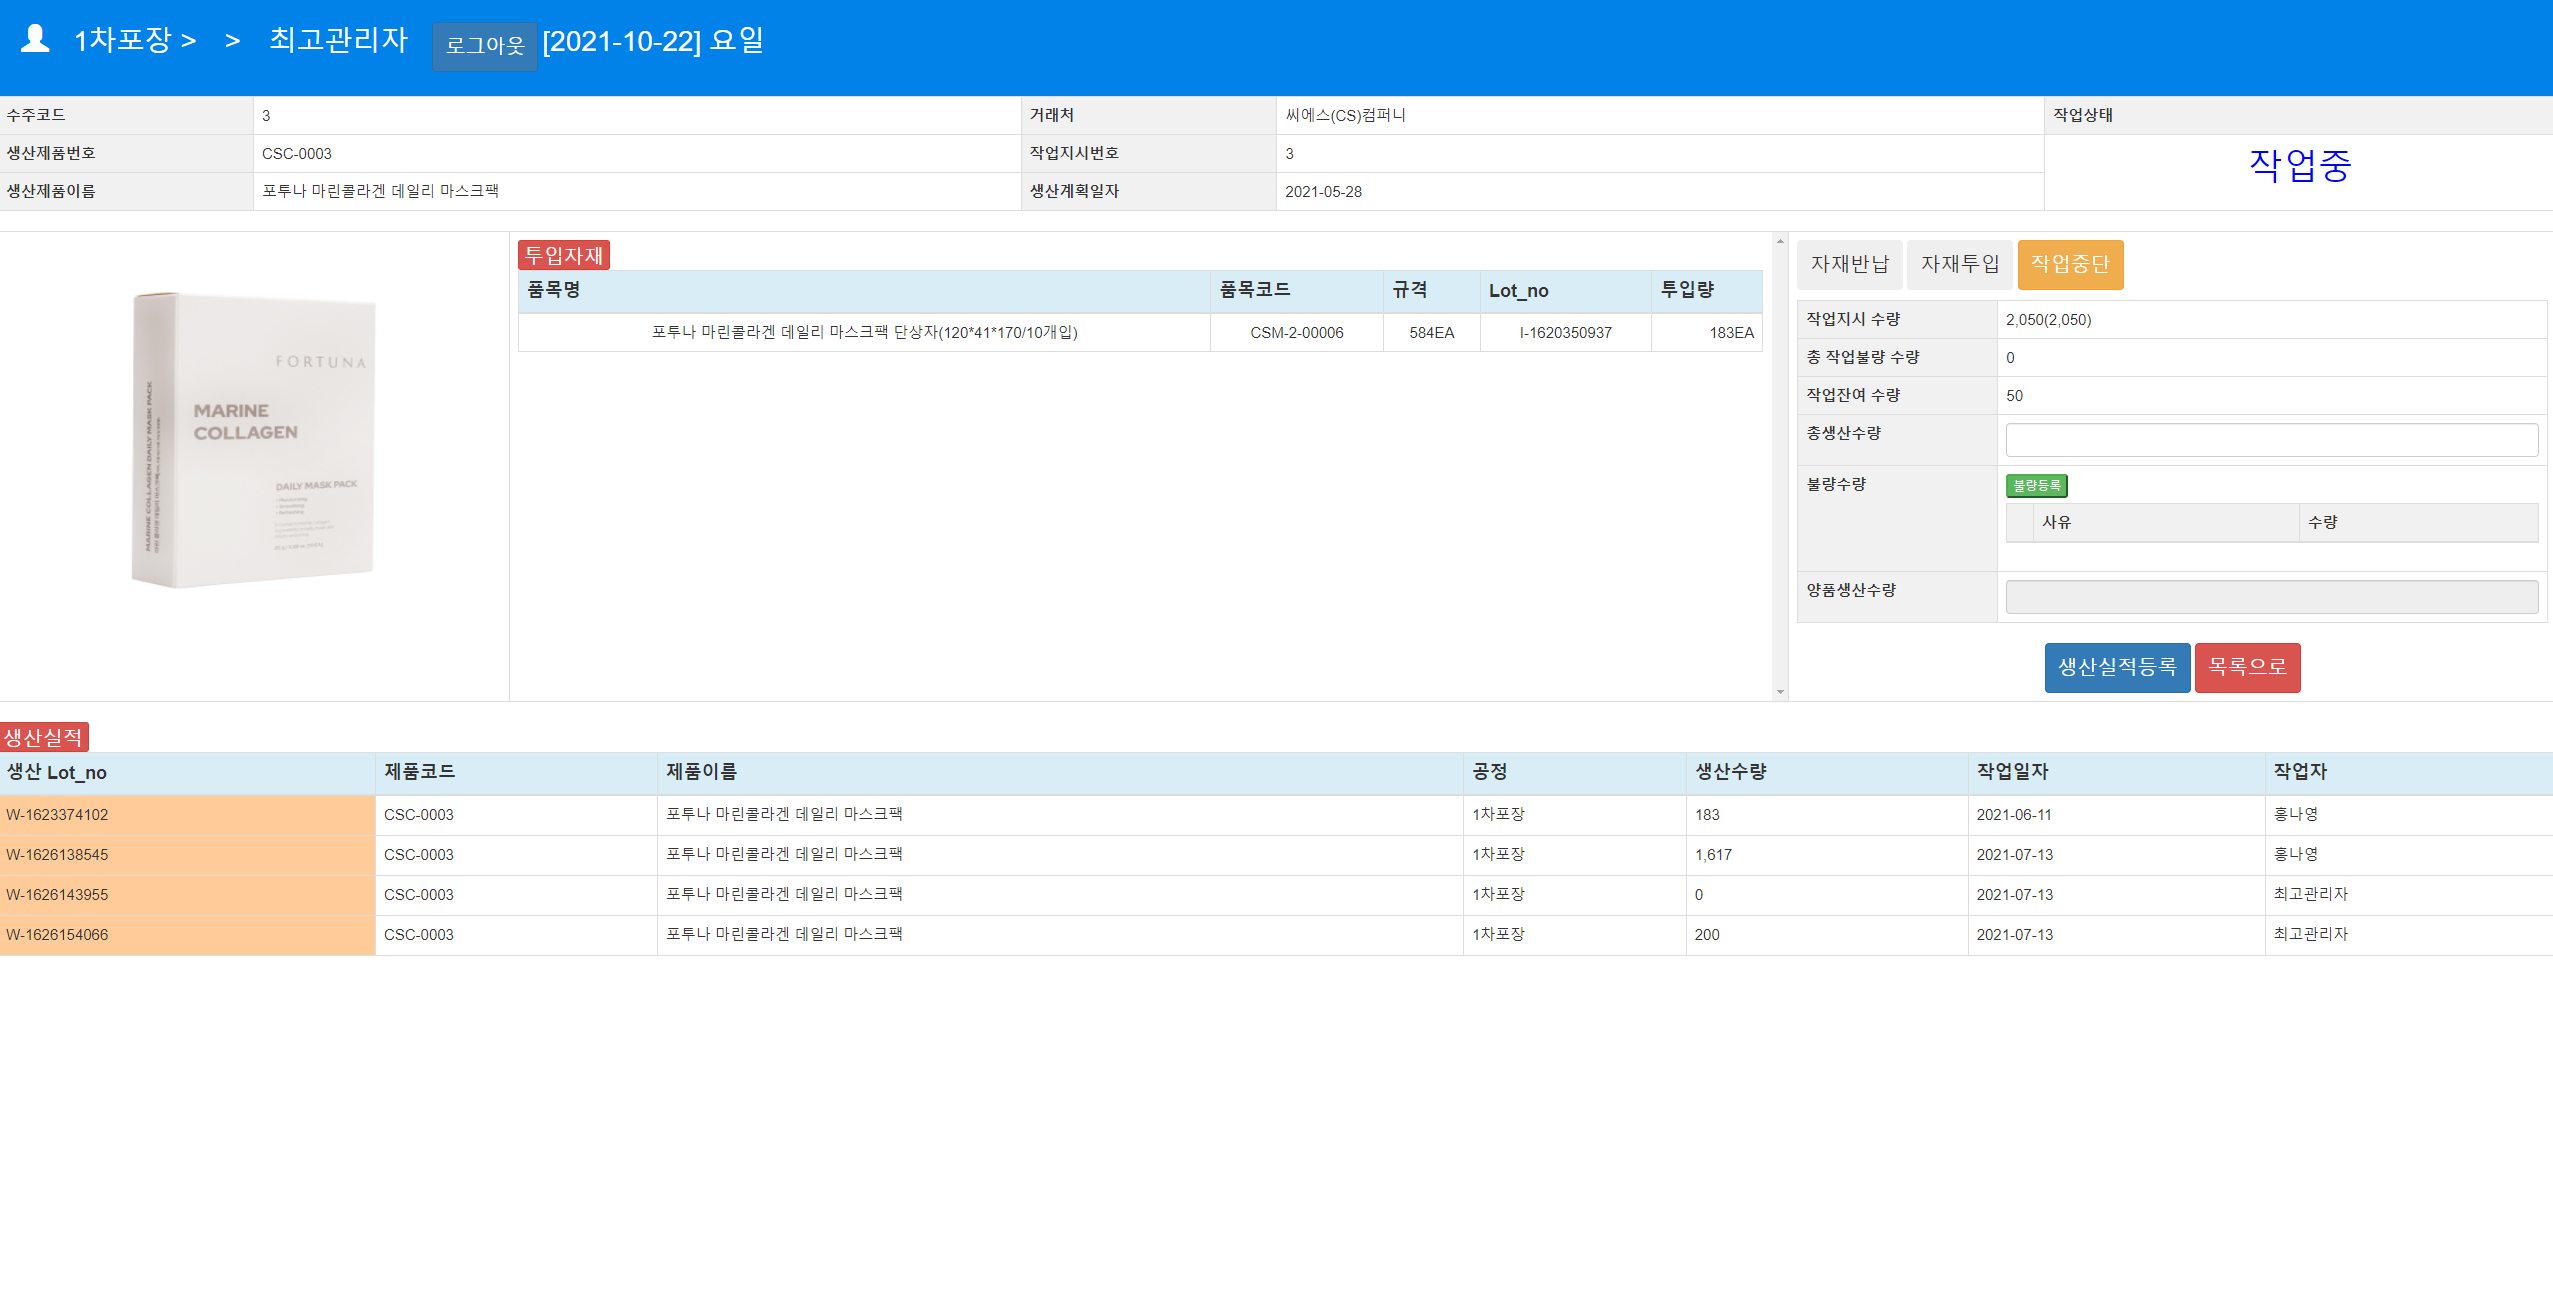 1차포장 > > 최고관리자 로그아웃 [2021-10-22] 요일
수주코드 3 거래처 씨에스(CS)컴퍼니 작업상태
생산제품번호 CSC-0003 작업지시번호 3 작업중
생산제품이름 포투나 마린콜라겐 데일리 마스크팩 생산계획일자 2021-05-28
FORTUNA
MARINE
COLLAGEN
DAILY MASK PACK
MARINE COLLAGEN DAILY MASK PACK
투입자재
품목명 품목코드 규격 Lot_no 투입량
포투나 마린콜라겐 데일리 마스크팩 단상자(120*41*170/10개입) CSM-2-00006 584EA I-1620350937 183EA
자재반납 자재투입 작업중단
작업지시 수량 2,050(2,050)
총 작업불량 수량 0
작업잔여 수량 50
총생산수량
불량수량 불량등록
사유 수량
양품생산수량
생산실적등록 목록으로
생산실적
생산 Lot_no 제품코드 제품이름 공정 생산수량 작업일자 작업자
W-1623374102 CSC-0003 포투나 마린콜라겐 데일리 마스크팩 1차포장 183 2021-06-11 홍나영
W-1626138545 CSC-0003 포투나 마린콜라겐 데일리 마스크팩 1차포장 1,617 2021-07-13 홍나영
W-1626143955 CSC-0003 포투나 마린콜라겐 데일리 마스크팩 1차포장 0 2021-07-13 최고관리자
W-1626154066 CSC-0003 포투나 마린콜라겐 데일리 마스크팩 1차포장 200 2021-07-13 최고관리자